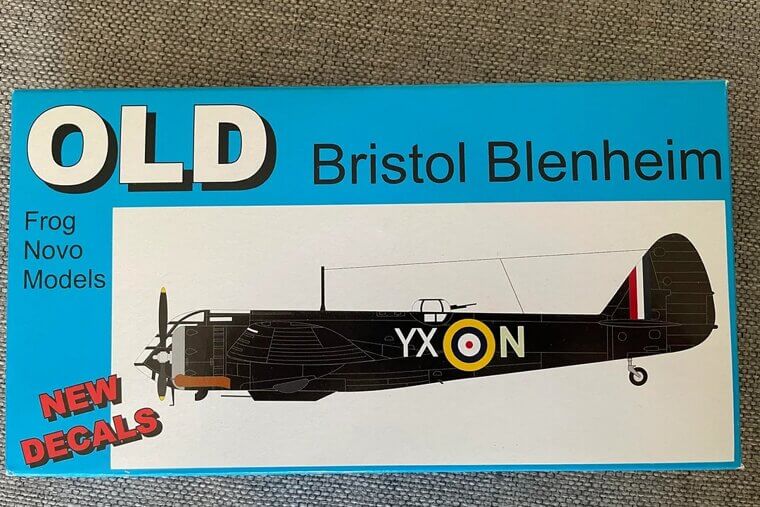 OLD
Bristol Blenheim
Frog
Novo
Models
YX N
NEW
DECALS